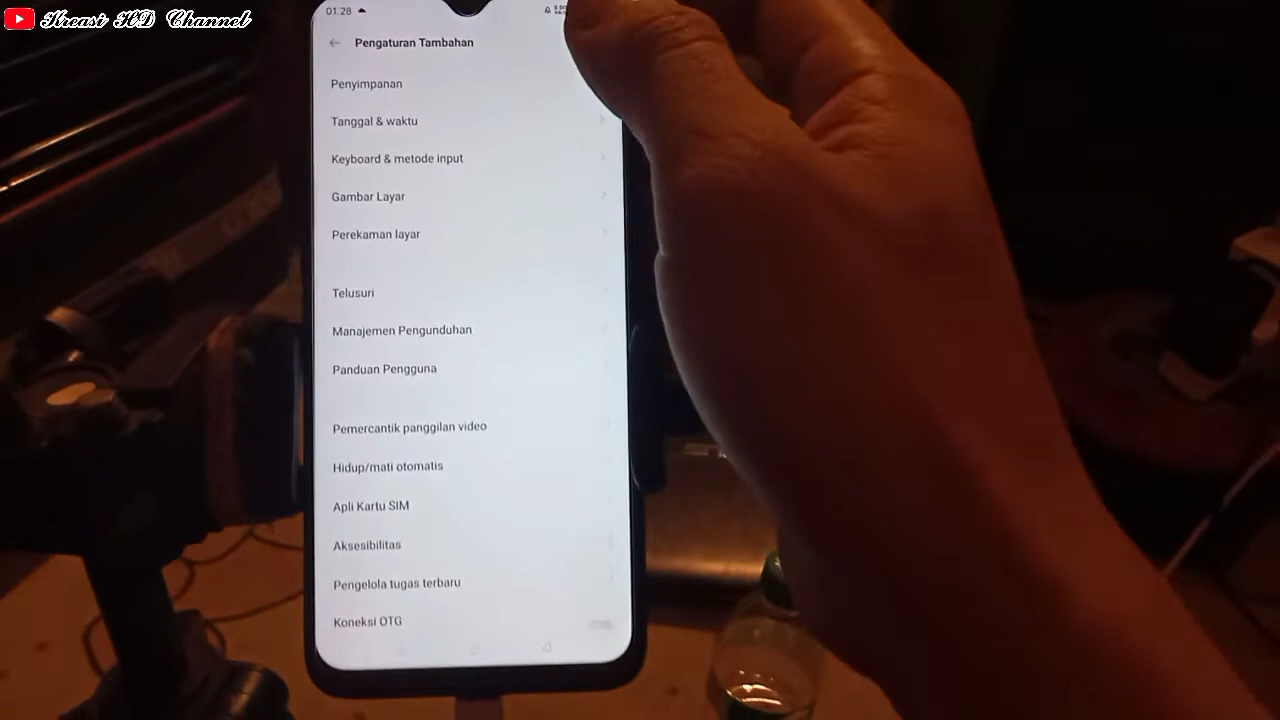 Kreasi HD Channel
01.28
Pengaturan Tambahan
Penyimpanan
Tanggal & waktu
Keyboard & metode input
Gambar Layar
Perekaman layar
Telusuri
Manajemen Pengunduhan
Panduan Pengguna
Pemercantik panggilan video
Hidup/mati otomatis
Apli Kartu SIM
Aksesibilitas
Pengelola tugas terbaru
Koneksi OTG